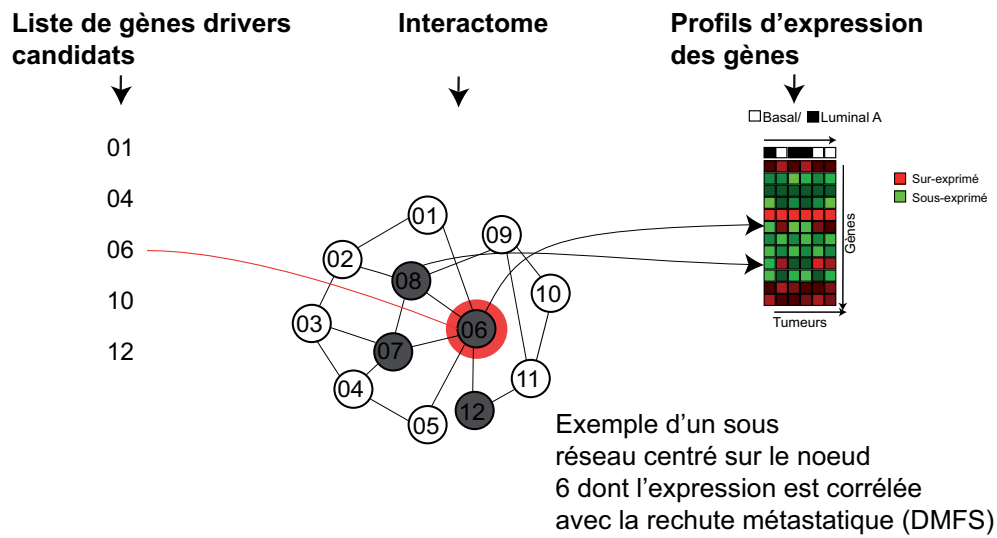 Liste de gènes drivers
candidats
Interactome
Profils d'expression
des gènes
Basal/ Luminal A
01
04
06
10
12
01
02
03
04
05
06
07
08
09
10
11
12
Sur-exprimé
Sous-exprimé
Gènes
Tumeurs
Exemple d'un sous
réseau centré sur le noeud
6 dont l'expression est corrélée
avec la rechute métastatique (DMFS)